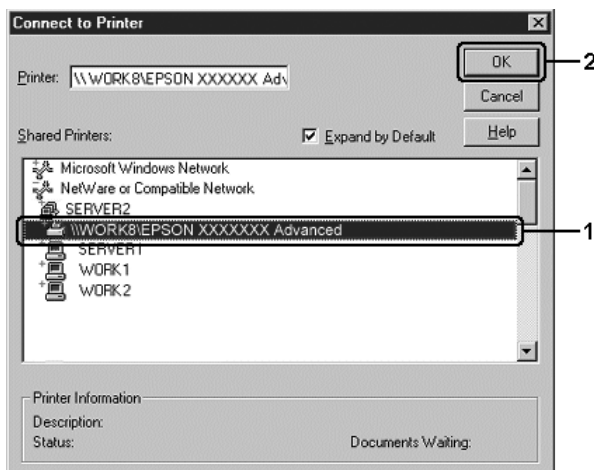 Connect to Printer
Printer: \\WORK8\EPSON XXXXXX Adv
OK
2
Cancel
Shared Printers:
Expand by Default
Help
Microsoft Windows Network
NetWare or Compatible Network
SERVER2
\\WORK8\EPSON XXXXXXX Advanced
1
SERVER1
WORK1
WORK2
Printer Information
Description:
Status:
Documents Waiting: